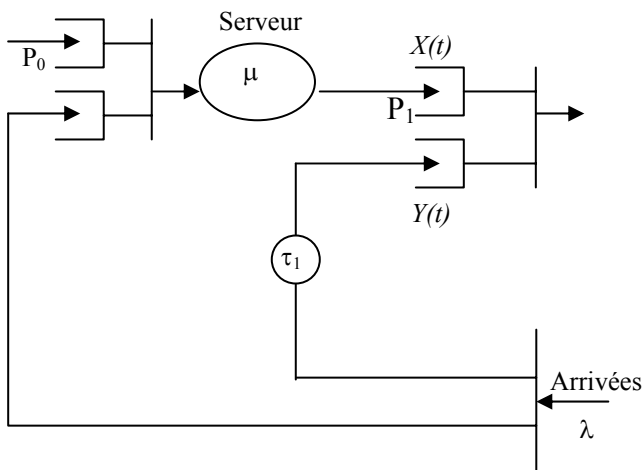 Serveur
P₀
μ
X(t)
P₁
Y(t)
τ₁
Arrivées
λ